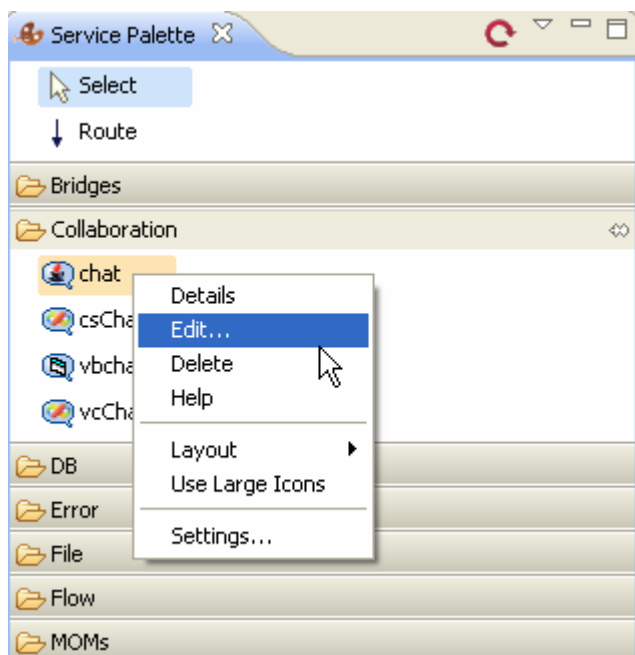 Service Palette
Select
Route
Bridges
Collaboration
chat
Details
csCha
Edit...
vbcha
Delete
vcCha
Help
Layout
DB
Use Large Icons
Error
Settings...
File
Flow
MOMs